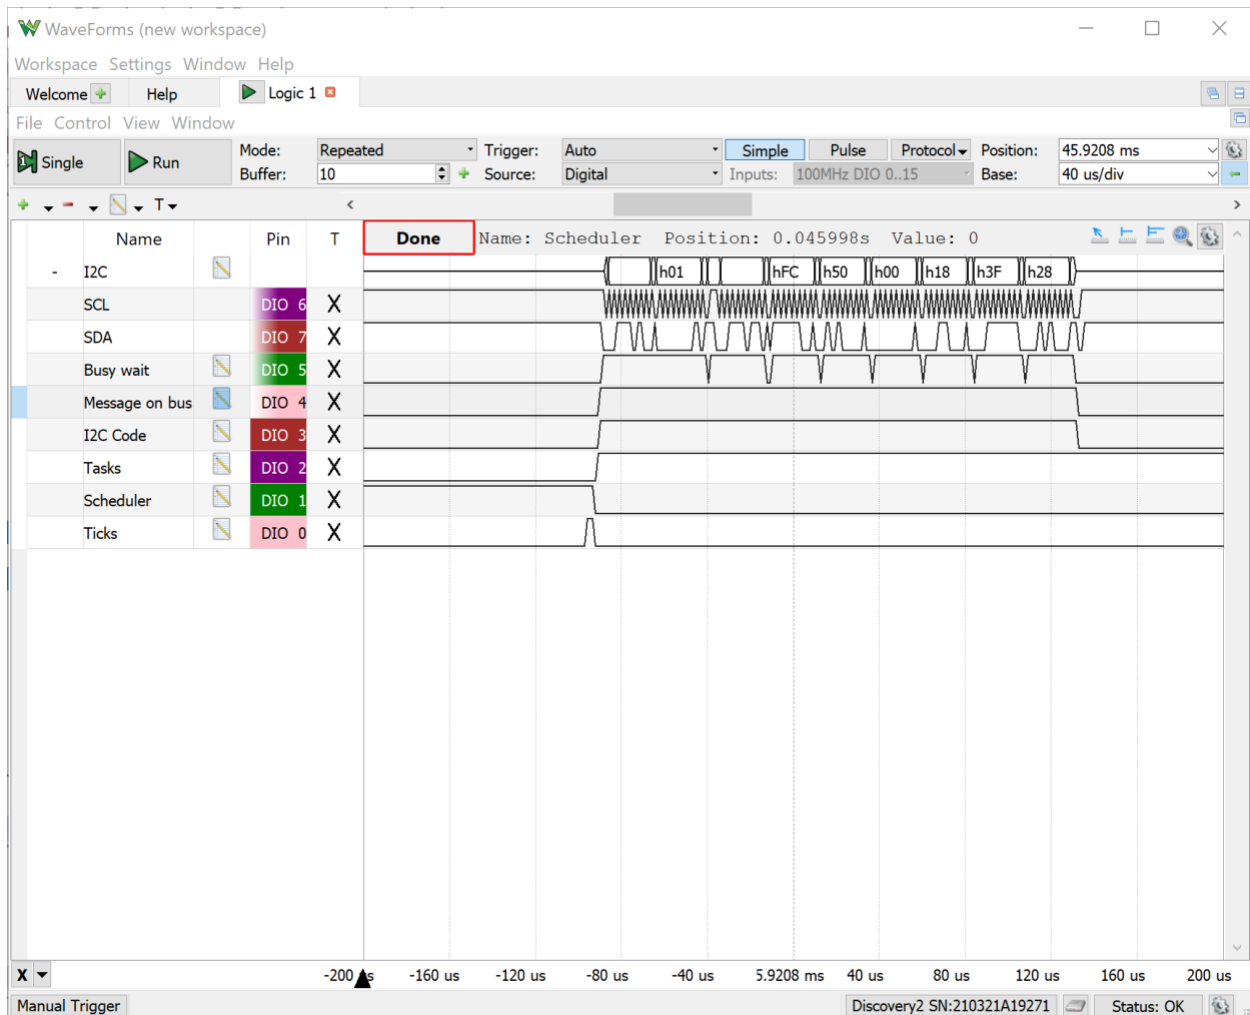 WaveForms (new workspace)
Workspace Settings Window Help
Welcome Help Logic 1
File Control View Window
Single Run Mode: Repeated Trigger: Auto Simple Pulse Protocol Position: 45.9208 ms
Buffer: 10 Source: Digital Inputs: 100MHz DIO 0..15 Base: 40 us/div
T
Name Pin T Done Name: Scheduler Position: 0.045998s Value: 0
- I2C h01 hFC h50 h00 h18 h3F h28
SCL DIO 6 X
SDA DIO 7 X
Busy wait DIO 5 X
Message on bus DIO 4 X
I2C Code DIO 3 X
Tasks DIO 2 X
Scheduler DIO 1 X
Ticks DIO 0 X
X -200 -160 us -120 us -80 us -40 us 5.9208 ms 40 us 80 us 120 us 160 us 200 us
Manual Trigger Discovery2 SN:210321A19271 Status: OK